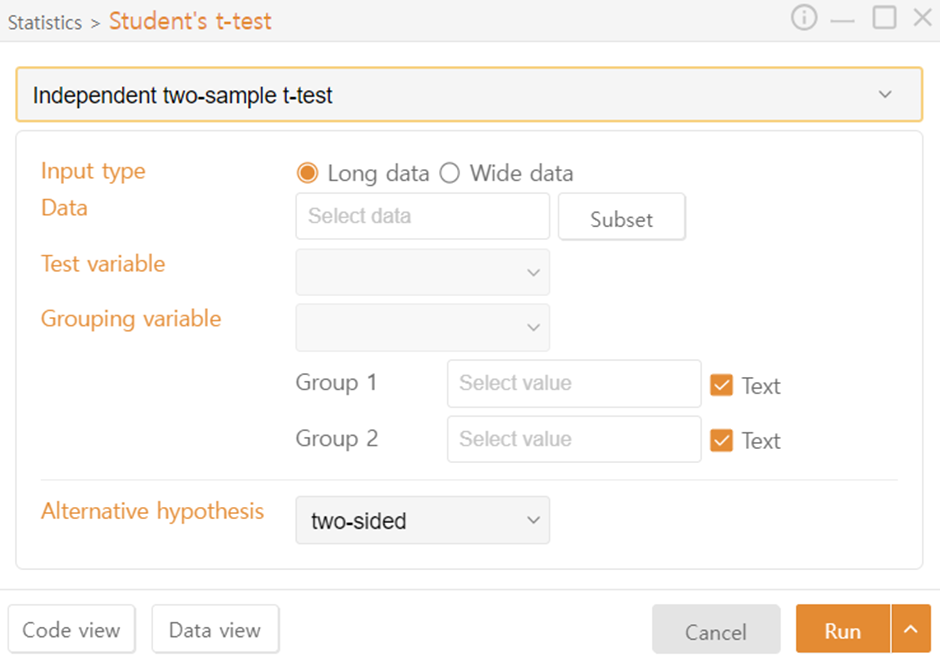 Statistics > Student's t-test
Independent two-sample t-test
Input type Long data Wide data
Data Select data Subset
Test variable
Grouping variable
Group 1 Select value Text
Group 2 Select value Text
Alternative hypothesis two-sided
Code view Data view Cancel Run